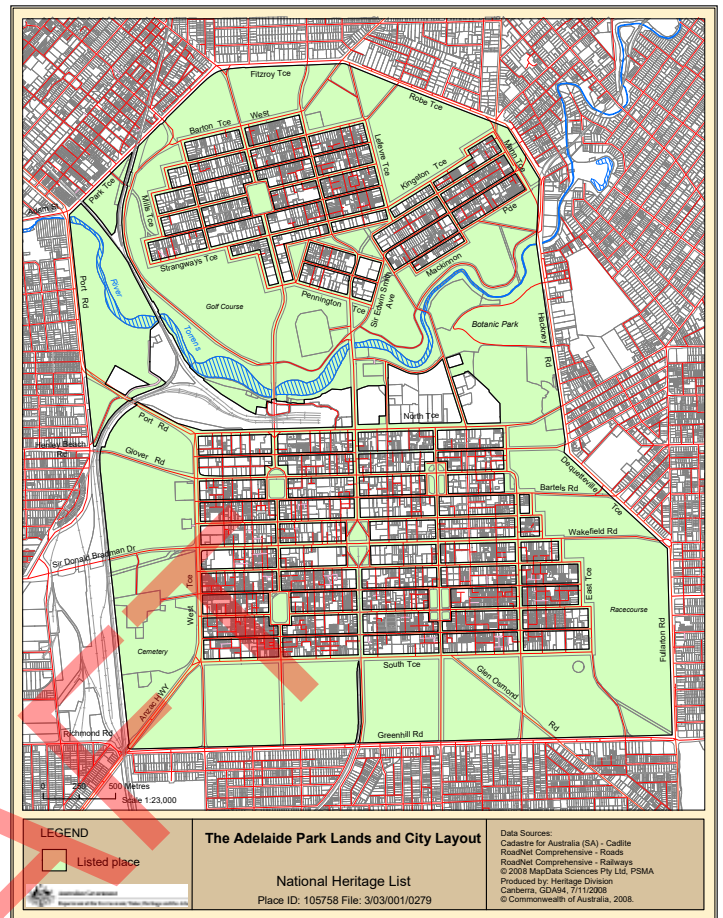 Fitzroy Tce
Robe Tce
Barton Tce West
Lefevre Tce
Mann Tce
Kingston Tce
Park Tce
Mills Tce
Pde
Adam St
Strangways Tce
Mackinnon
Port Rd
River
Pennington Tce
Sir Edwin Smith Ave
Golf Course
Torrens
Botanic Park
Hackney Rd
North Tce
Port Rd
Rd
Glover Rd
Dequetteville Tce
Bartels Rd
Wakefield Rd
Sir Donald Bradman Dr
West Tce
East Tce
Racecourse
Cemetery
Fullarton Rd
South Tce
Glen Osmond Rd
Anzac HWY
Richmond Rd
Greenhill Rd
0 250 500 Metres
Scale 1:23,000
LEGEND
Listed place
Australian Government
The Adelaide Park Lands and City Layout
National Heritage List
Place ID: 105758 File: 3/03/001/0279
Data Sources:
Cadastre for Australia (SA) - Cadlite
RoadNet Comprehensive - Roads
RoadNet Comprehensive - Railways
© 2008 MapData Sciences Pty Ltd, PSMA
Produced by: Heritage Division
Canberra, GDA94, 7/11/2008
© Commonwealth of Australia, 2008.